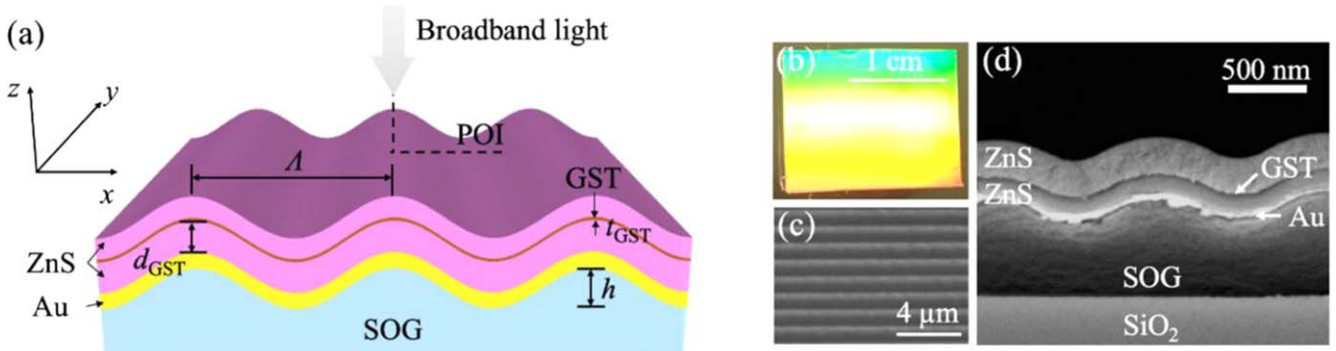 (a)
Broadband light
z
y
x
POI
Λ
GST
t_GST
d_GST
ZnS
Au
h
SOG
(b)
1 cm
(c)
4 µm
(d)
500 nm
ZnS
ZnS
GST
Au
SOG
SiO₂